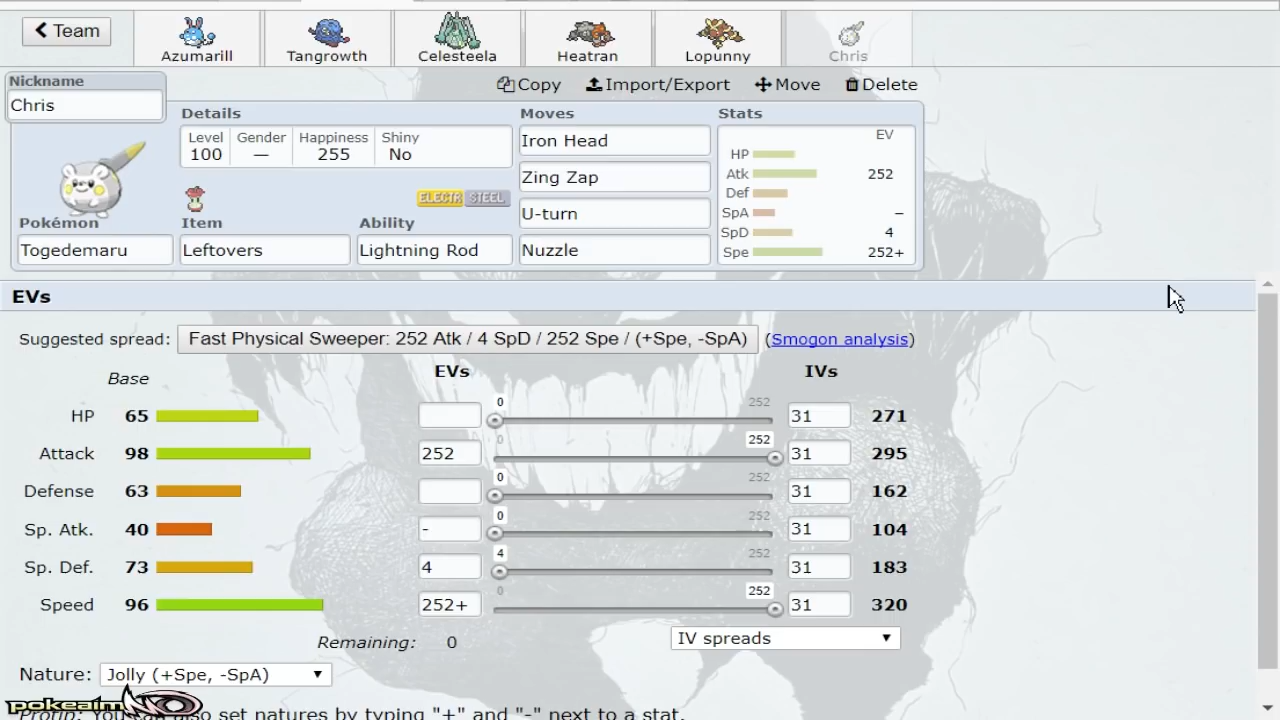 Team
Azumarill
Tangrowth
Celesteela
Heatran
Lopunny
Chris
Nickname
Chris
Copy
Import/Export
Move
Delete
Details
Level
100
Gender
—
Happiness
255
Shiny
No
ELECTR
STEEL
Pokémon
Togedemaru
Item
Leftovers
Ability
Lightning Rod
Moves
Iron Head
Zing Zap
U-turn
Nuzzle
Stats
EV
HP
Atk 252
Def
SpA –
SpD 4
Spe 252+
EVs
Suggested spread: Fast Physical Sweeper: 252 Atk / 4 SpD / 252 Spe / (+Spe, -SpA) (Smogon analysis)
Base EVs IVs
HP 65 0 252 31 271
Attack 98 252 0 252 31 295
Defense 63 0 252 31 162
Sp. Atk. 40 - 0 252 31 104
Sp. Def. 73 4 4 252 31 183
Speed 96 252+ 0 252 31 320
Remaining: 0
IV spreads
Nature: Jolly (+Spe, -SpA)
pokeaimMD
Protip: You can also set natures by typing "+" and "-" next to a stat.